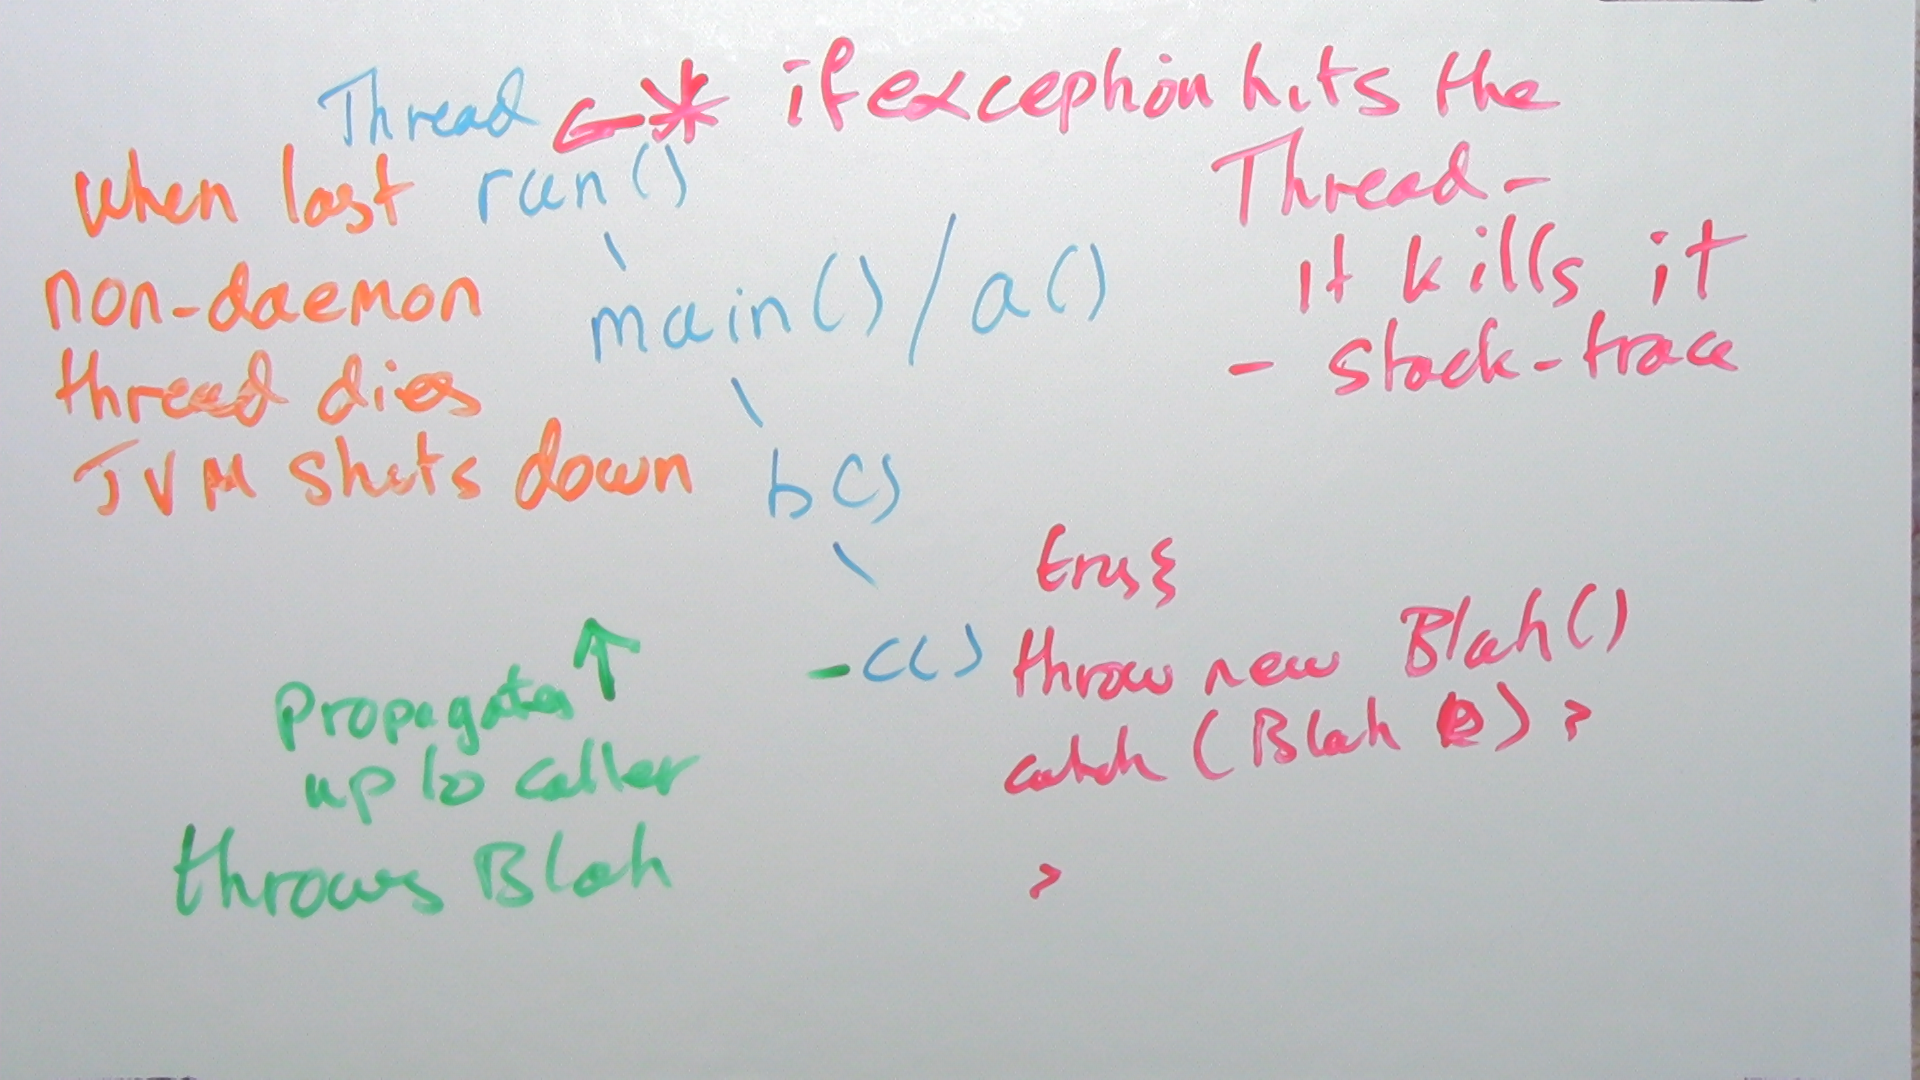 Thread ← * if exception hits the
Thread -
it kills it
- stack-trace
run()
when last
non-daemon
thread dies
JVM shuts down
main() / a()
b()
- c()
try {
throw new Blah()
catch (Blah b) }
}
propagates ↑
up to caller
throws Blah